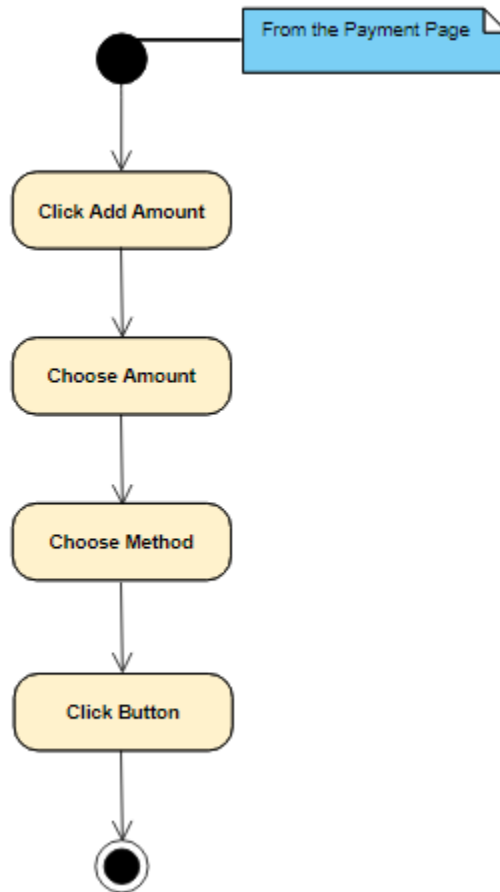 From the Payment Page
Click Add Amount
Choose Amount
Choose Method
Click Button